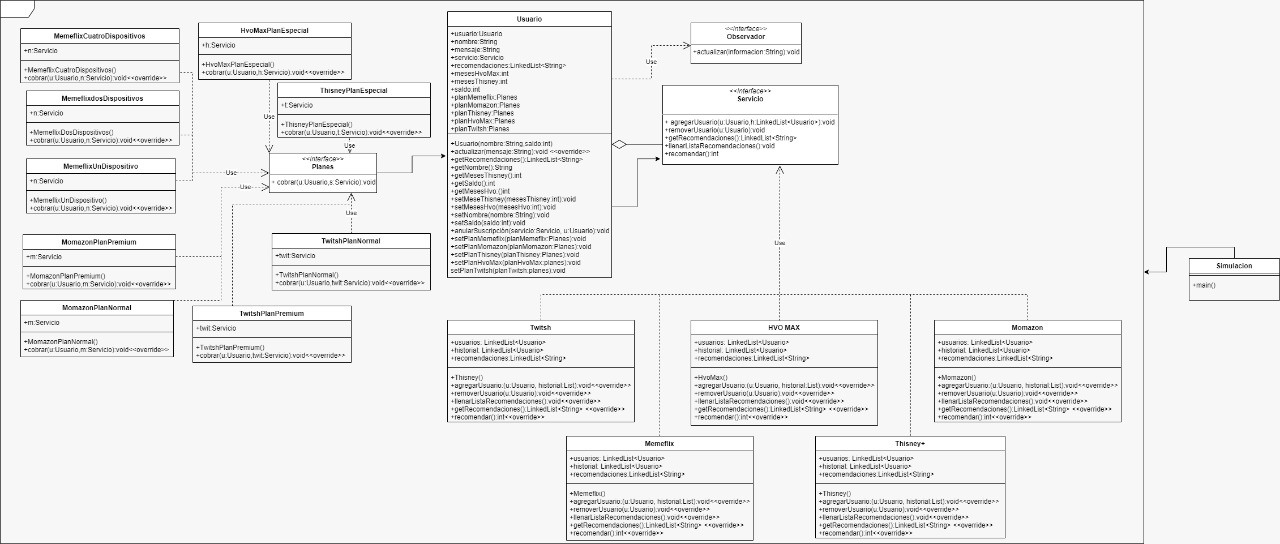 MemeflixCuatroDispositivos
+n:Servicio
+MemeflixCuatroDispositivos()
+cobrar(u:Usuario,n:Servicio):void<<override>>
MemeflixdosDispositivos
+n:Servicio
+MemeflixDosDispositivos()
+cobrar(u:Usuario,n:Servicio):void<<override>>
MemeflixUnDispositivo
+n:Servicio
+MemeflixUnDispositivo()
+cobrar(u:Usuario,n:Servicio):void<<override>>
MomazonPlanPremium
+m:Servicio
+MomazonPlanPremium()
+cobrar(u:Usuario,m:Servicio):void<<override>>
MomazonPlanNormal
+m:Servicio
+MomazonPlanNormal()
+cobrar(u:Usuario,m:Servicio):void<<override>>
HvoMaxPlanEspecial
+h:Servicio
+HvoMaxPlanEspecial()
cobrar(u:Usuario,h:Servicio):void<<override>>
ThisneyPlanEspecial
+t:Servicio
+ThisneyPlanEspecial()
cobrar(u:Usuario,t:Servicio):void<<override>>
Use
Use
Use
Use
Use
<<interface>>
Planes
+ cobrar(u:Usuario,s:Servicio):void
TwitshPlanNormal
+twit:Servicio
+TwitshPlanNormal()
cobrar(u:Usuario,twit:Servicio):void<<override>>
TwitshPlanPremium
+twit:Servicio
+TwitshPlanPremium()
+cobrar(u:Usuario,twit:Servicio):void<<override>>
Usuario
+usuario:Usuario
+nombre:String
+mensaje:String
+servicio:Servicio
+recomendaciones:LinkedList<String>
+mesesHvoMax:int
+mesesThisney:int
+saldo:int
+planMemeflix:Planes
+planMomazon:Planes
+planThisney:Planes
+planHvoMax:Planes
+planTwitsh:Planes
+Usuario(nombre:String,saldo:int)
+actualizar(mensaje:String):void <<override>>
+getRecomendaciones():LinkedList<String>
+getNombre():String
+getMesesThisney():int
+getSaldo():int
+getMesesHvo.()int
+setMeseThisney(mesesThisney:int):void
+setMesesHvo(mesesHvo:int):void
+setNombre(nombre:String):void
+setSaldo(saldo:int):void
+anularSuscripción(servicio:Servicio, u:Usuario):void
+setPlanMemeflix(planMemeflix:Planes):void
+setPlanMomazon(planMomazon:Planes):void
+setPlanThisney(planThisney:Planes):void
+setPlanHvoMax(planHvoMax:planes):void
setPlanTwitsh(planTwitsh:planes):void
Use
<<interface>>
Observador
+actualizar(informacion:String):void
<<interface>>
Servicio
+ agregarUsuario(u:Usuario,h:LinkedList<Usuario>):void
+removerUsuario(u:Usuario):void
+getRecomendaciones():LinkedList<String>
+llenarListaRecomendaciones():void
+recomendar():int
Use
Simulacion
+main()
Twitsh
+usuarios: LinkedList<Usuario>
+historial: LinkedList<Usuario>
+recomendaciones:LinkedList<String>
+Thisney()
+agregarUsuario:(u:Usuario, historial:List):void<<override>>
+removerUsuario(u:Usuario):void<<override>>
+llenarListaRecomendaciones():void<<override>>
+getRecomendaciones():LinkedList<String> <<override>>
+recomendar():int<<override>>
HVO MAX
+usuarios: LinkedList<Usuario>
+historial: LinkedList<Usuario>
+recomendaciones:LinkedList<String>
+HvoMax()
+agregarUsuario:(u:Usuario, historial:List):void<<override>>
+removerUsuario(u:Usuario):void<<override>>
+llenarListaRecomendaciones():void<<override>>
+getRecomendaciones():LinkedList<String> <<override>>
+recomendar():int<<override>>
Momazon
+usuarios: LinkedList<Usuario>
+historial: LinkedList<Usuario>
+recomendaciones:LinkedList<String>
+Momazon()
+agregarUsuario:(u:Usuario, historial:List):void<<override>>
+removerUsuario(u:Usuario):void<<override>>
+llenarListaRecomendaciones():void<<override>>
+getRecomendaciones():LinkedList<String> <<override>>
+recomendar():int<<override>>
Memeflix
+usuarios: LinkedList<Usuario>
+historial: LinkedList<Usuario>
+recomendaciones:LinkedList<String>
+Memeflix()
+agregarUsuario:(u:Usuario, historial:List):void<<override>>
+removerUsuario(u:Usuario):void<<override>>
+llenarListaRecomendaciones():void<<override>>
+getRecomendaciones():LinkedList<String> <<override>>
+recomendar():int<<override>>
Thisney+
+usuarios: LinkedList<Usuario>
+historial: LinkedList<Usuario>
+recomendaciones:LinkedList<String>
+Thisney()
+agregarUsuario:(u:Usuario, historial:List):void<<override>>
+removerUsuario(u:Usuario):void<<override>>
+llenarListaRecomendaciones():void<<override>>
+getRecomendaciones():LinkedList<String> <<override>>
+recomendar():int<<override>>